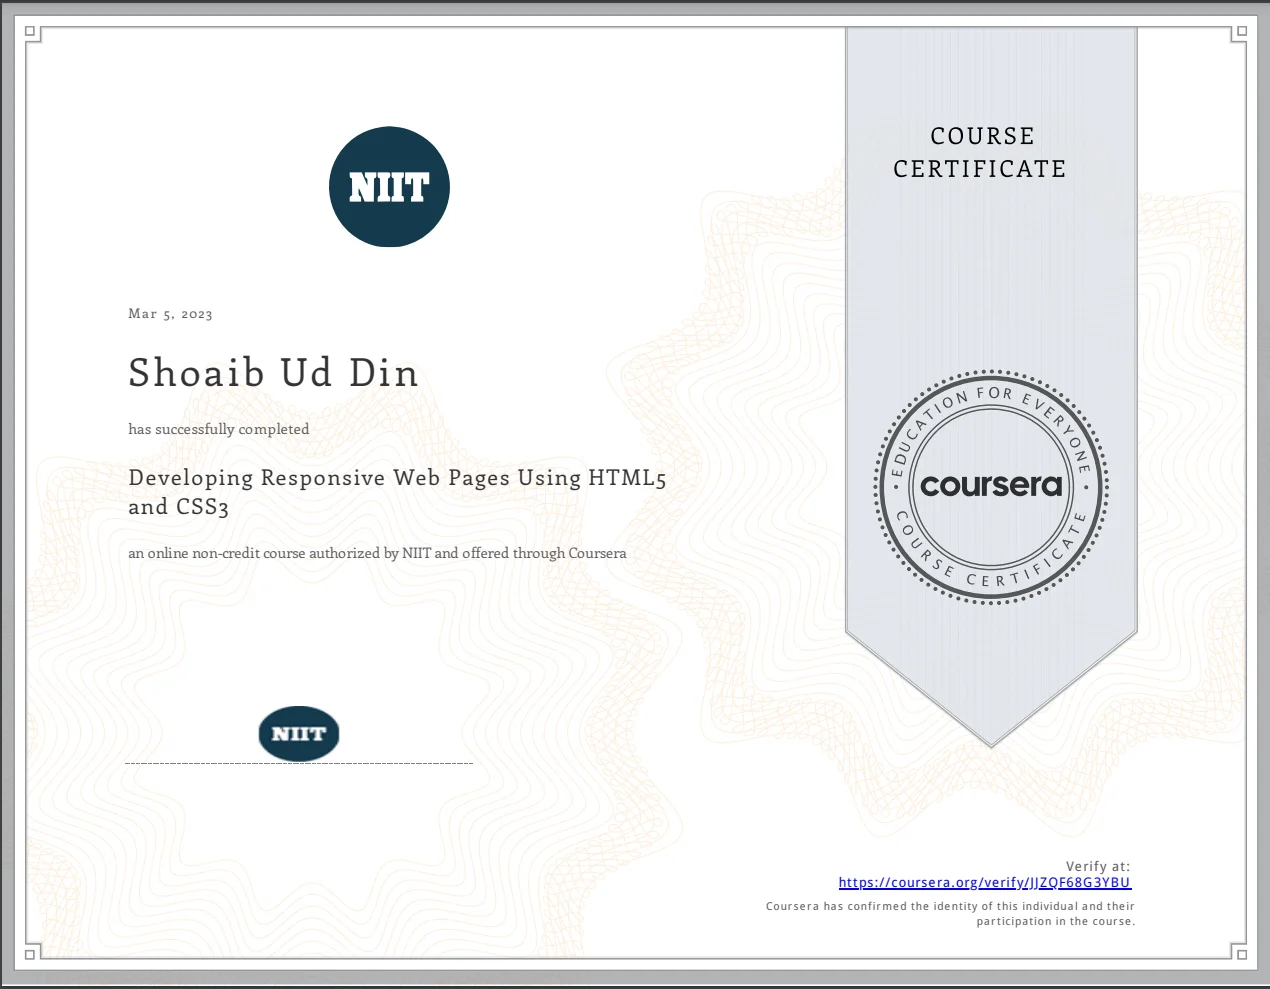 NIIT
COURSE
CERTIFICATE
Mar 5, 2023
Shoaib Ud Din
has successfully completed
Developing Responsive Web Pages Using HTML5
and CSS3
an online non-credit course authorized by NIIT and offered through Coursera
EDUCATION FOR EVERYONE
coursera
COURSE CERTIFICATE
NIIT
Verify at:
https://coursera.org/verify/JJZQF68G3YBU
Coursera has confirmed the identity of this individual and their
participation in the course.